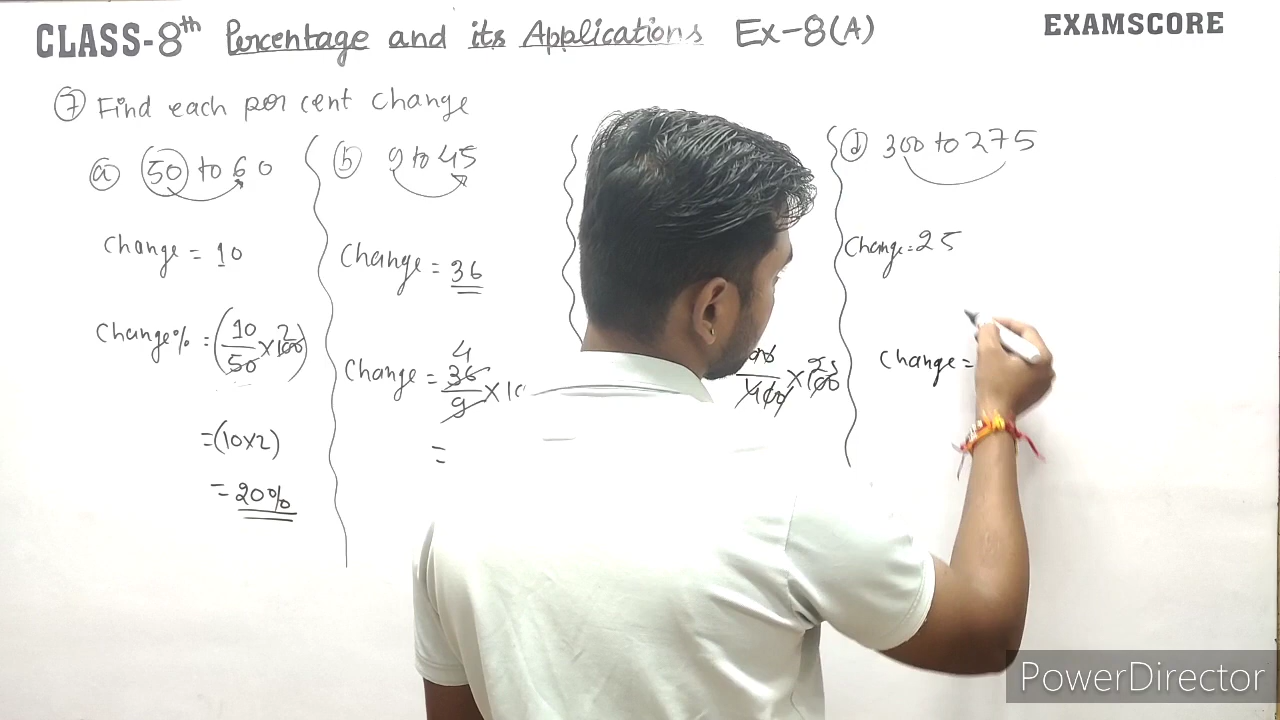 CLASS-8th Percentage and its Applications Ex-8(A)
EXAMSCORE
⑦ Find each per cent change
ⓐ 50 to 60
Change = 10
Change% = (10/50 × 100) 2
= (10×2)
= 20%
ⓑ 9 to 45
Change = 36
4
Change = 36/9 × 10
=
× 100 25
ⓓ 300 to 275
Change = 25
Change =
PowerDirector